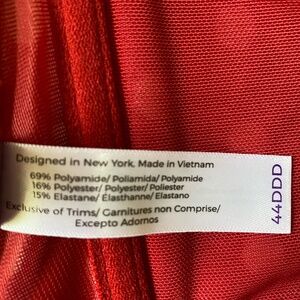 Designed in New York, Made in Vietnam
69% Polyamide/ Poliamida/ Polyamide
16% Polyester/ Polyester/ Poliester
15% Elastane/ Élasthanne/ Elastano
Exclusive of Trims/ Garnitures non Comprise/
Excepto Adornos
44DDD